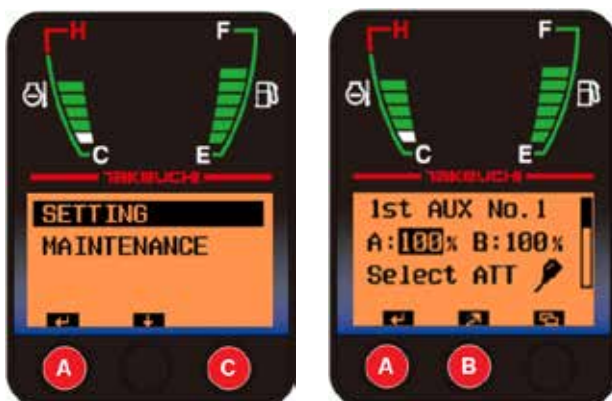 H F
C E
TAKEUCHI
SETTING
MAINTENANCE
A C
H F
C E
TAKEUCHI
1st AUX No.1
A:100% B:100%
Select ATT
A B